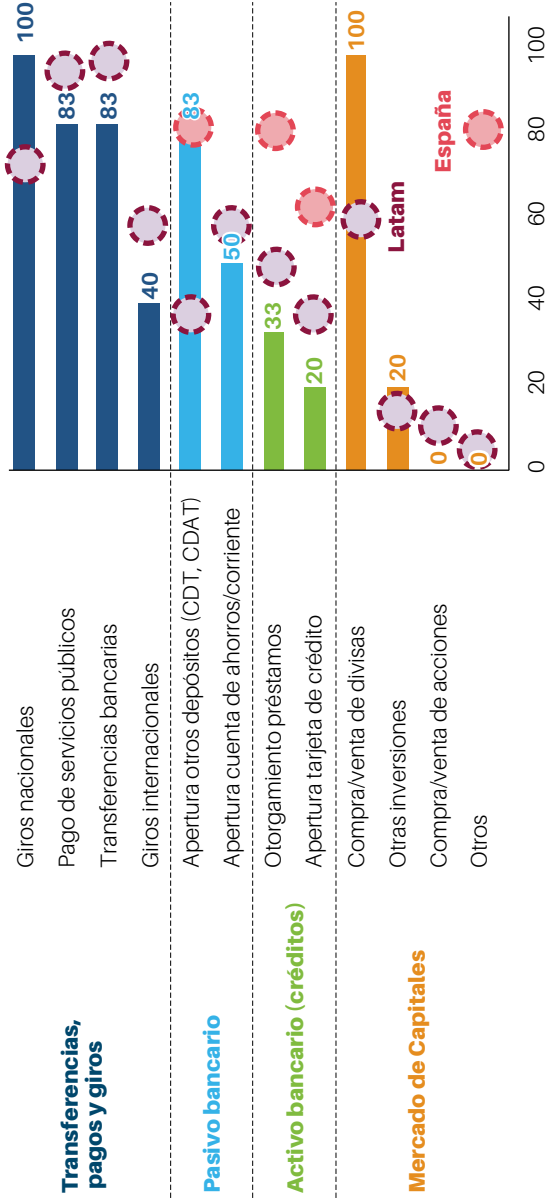 Transferencias,
pagos y giros
Giros nacionales
100
Pago de servicios públicos
83
Transferencias bancarias
83
Giros internacionales
40
Pasivo bancario
Apertura otros depósitos (CDT, CDAT)
83
Apertura cuenta de ahorros/corriente
50
Activo bancario (créditos)
Otorgamiento préstamos
33
Apertura tarjeta de crédito
20
Mercado de Capitales
Compra/venta de divisas
100
Otras inversiones
20
Compra/venta de acciones
0
Otros
0
Latam
España
0
20
40
60
80
100